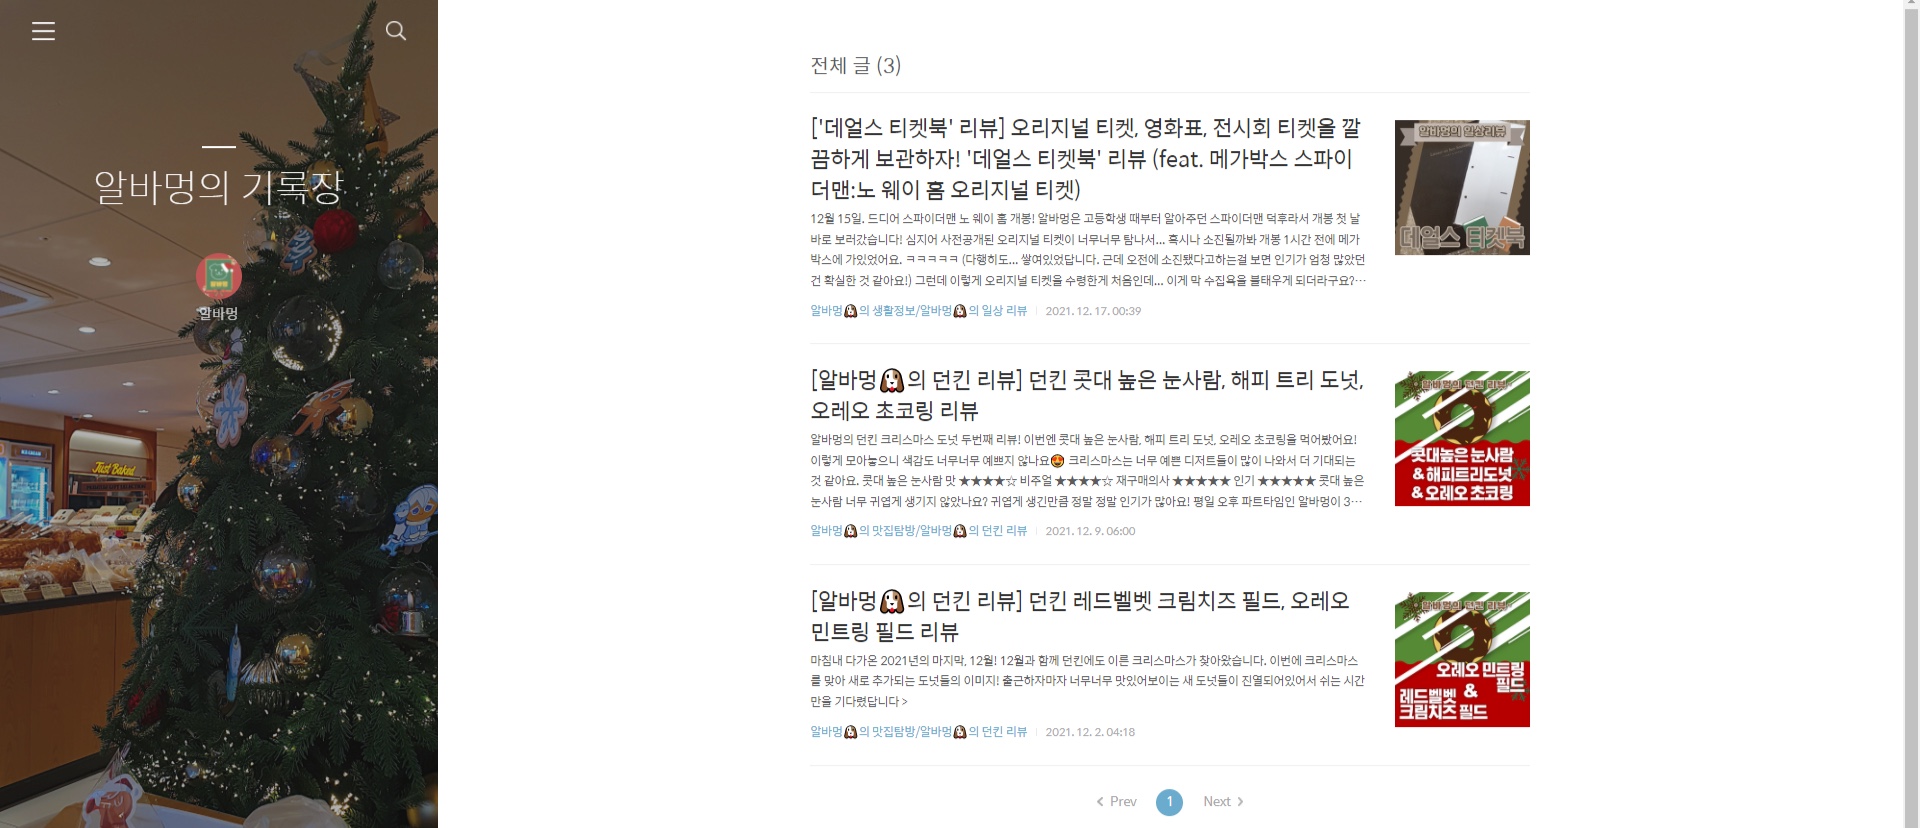 알바멍의 기록장
알바멍
Just Baked
전체 글 (3)
['데얼스 티켓북' 리뷰] 오리지널 티켓, 영화표, 전시회 티켓을 깔
끔하게 보관하자! '데얼스 티켓북' 리뷰 (feat. 메가박스 스파이
더맨:노 웨이 홈 오리지널 티켓)
12월 15일, 드디어 스파이더맨 노 웨이 홈 개봉! 알바멍은 고등학생 때부터 알아주던 스파이더맨 덕후라서 개봉 첫 날
바로 보러갔습니다! 심지어 사전공개된 오리지널 티켓이 너무너무 탐나서... 혹시나 소진될까봐 개봉 1시간 전에 메가
박스에 가있었어요. ㅋㅋㅋㅋㅋ (다행히도... 쌓여있었답니다. 근데 오전에 소진됐다고하는걸 보면 인기가 엄청 많았던
건 확실한 것 같아요!) 그런데 이렇게 오리지널 티켓을 수령한게 처음인데... 이게 막 수집욕을 불태우게 되더라구요?…
알바멍🐶의 생활정보/알바멍🐶의 일상 리뷰 2021. 12. 17. 00:39
알바멍의 일상리뷰
데얼스 티켓북
[알바멍🐶의 던킨 리뷰] 던킨 콧대 높은 눈사람, 해피 트리 도넛,
오레오 초코링 리뷰
알바멍의 던킨 크리스마스 도넛 두번째 리뷰! 이번엔 콧대 높은 눈사람, 해피 트리 도넛, 오레오 초코링을 먹어봤어요!
이렇게 모아놓으니 색감도 너무너무 예쁘지 않나요😍 크리스마스는 너무 예쁜 디저트들이 많이 나와서 더 기대되는
것 같아요. 콧대 높은 눈사람 맛 ★★★★☆ 비주얼 ★★★★☆ 재구매의사 ★★★★★ 인기 ★★★★★ 콧대 높은
눈사람 너무 귀엽게 생기지 않았나요? 귀엽게 생긴만큼 정말 정말 인기가 많아요! 평일 오후 파트타임인 알바멍이 3…
알바멍🐶의 맛집탐방/알바멍🐶의 던킨 리뷰 2021. 12. 9. 06:00
알바멍의 던킨 리뷰
콧대높은 눈사람
&해피트리도넛
&오레오 초코링
[알바멍🐶의 던킨 리뷰] 던킨 레드벨벳 크림치즈 필드, 오레오
민트링 필드 리뷰
마침내 다가온 2021년의 마지막, 12월! 12월과 함께 던킨에도 이른 크리스마스가 찾아왔습니다. 이번에 크리스마스
를 맞아 새로 추가되는 도넛들의 이미지! 출근하자마자 너무너무 맛있어보이는 새 도넛들이 진열되어있어서 쉬는 시간
만을 기다렸답니다 >
알바멍🐶의 맛집탐방/알바멍🐶의 던킨 리뷰 2021. 12. 2. 04:18
알바멍의 던킨 리뷰
오레오 민트링
필드
&
레드벨벳
크림치즈 필드
Prev 1 Next